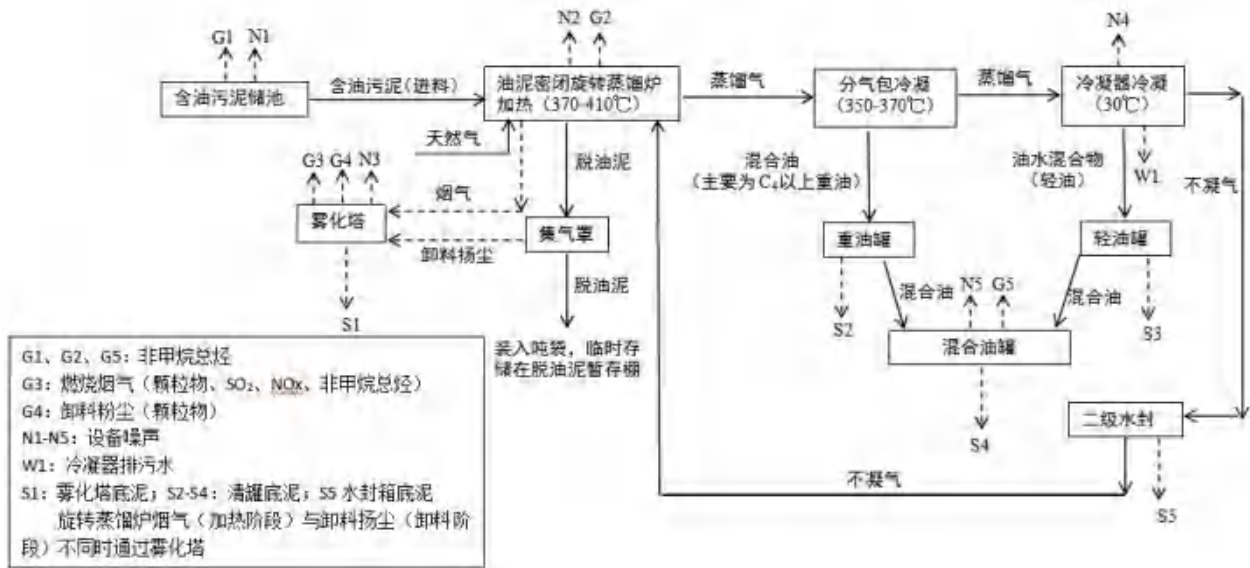 G1
N1
N2
G2
N4
含油污泥储池
含油污泥(进料)
油泥密闭旋转蒸馏炉
加热（370-410℃）
蒸馏气
分气包冷凝
（350-370℃）
蒸馏气
冷凝器冷凝
（30℃）
天然气
G3
G4
N3
烟气
脱油泥
混合油
（主要为 C₄以上重油）
油水混合物
（轻油）
W1
不凝气
雾化塔
卸料扬尘
集气罩
重油罐
轻油罐
S1
脱油泥
S2
混合油
N5
G5
混合油
S3
装入吨袋，临时存
储在脱油泥暂存棚
混合油罐
S4
二级水封
不凝气
S5
G1、G2、G5：非甲烷总烃
G3：燃烧烟气（颗粒物、SO₂、NOx、非甲烷总烃）
G4：卸料粉尘（颗粒物）
N1-N5：设备噪声
W1：冷凝器排污水
S1：雾化塔底泥；S2-S4：清罐底泥；S5 水封箱底泥
旋转蒸馏炉烟气（加热阶段）与卸料扬尘（卸料阶
段）不同时通过雾化塔